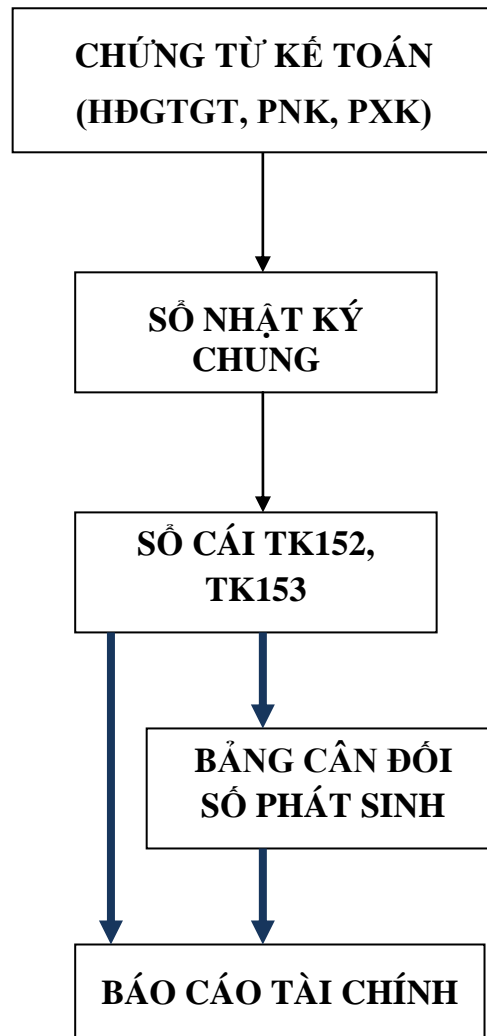 CHỨNG TỪ KẾ TOÁN
(HĐGTGT, PNK, PXK)
SỔ NHẬT KÝ
CHUNG
SỔ CÁI TK152,
TK153
BẢNG CÂN ĐỐI
SỐ PHÁT SINH
BÁO CÁO TÀI CHÍNH